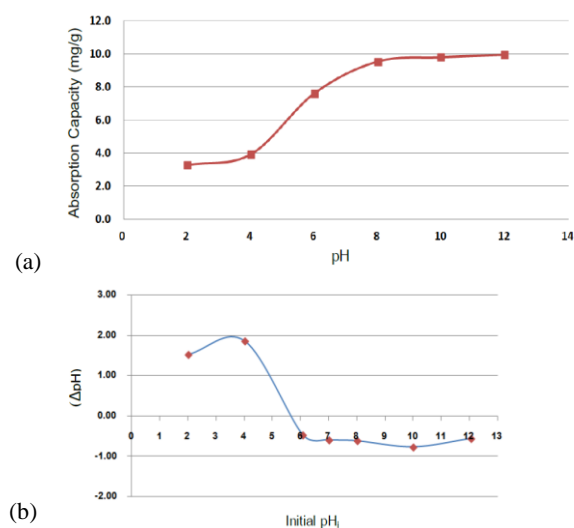 12.0
10.0
8.0
6.0
4.0
2.0
0.0
Absorption Capacity (mg/g)
0 2 4 6 8 10 12 14
pH
(a)
3.00
2.00
1.00
0.00
-1.00
-2.00
(ΔpH)
0 1 2 3 4 5 6 7 8 9 10 11 12 13
Initial pHi
(b)